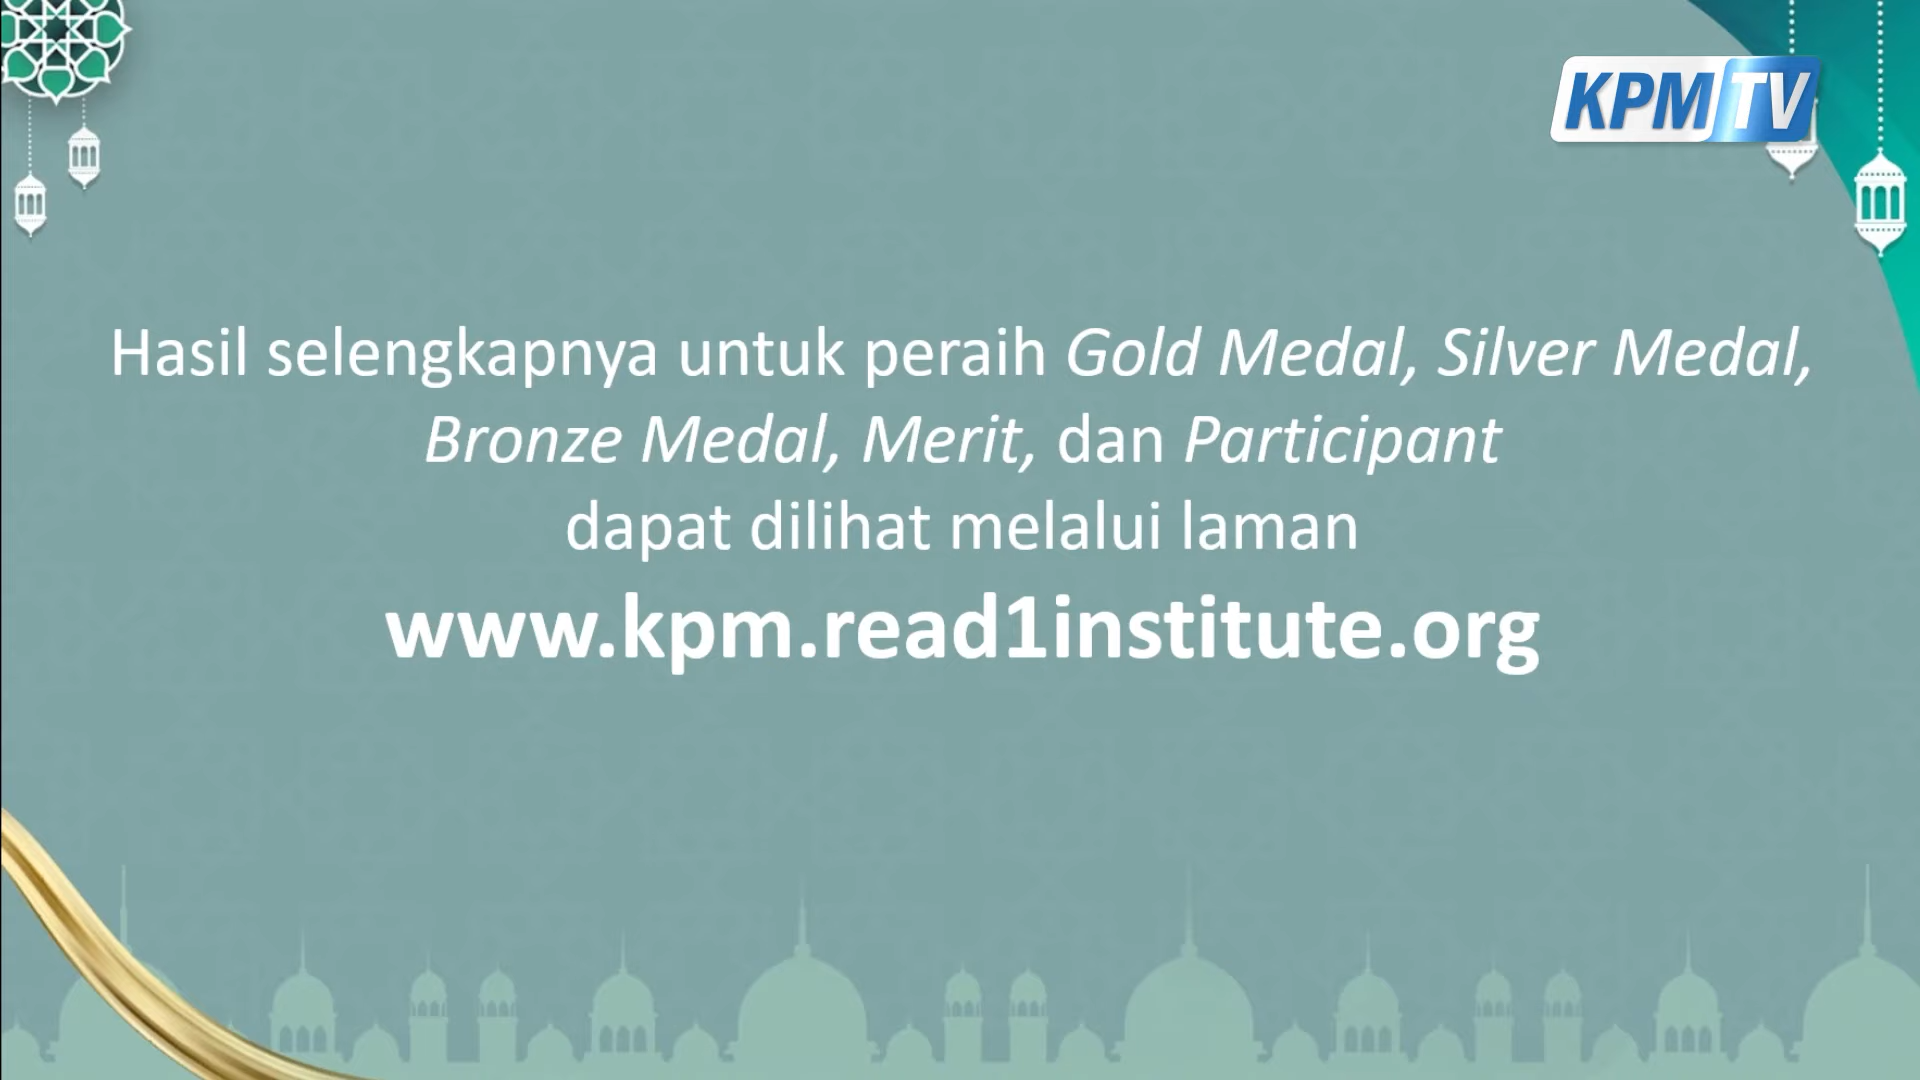 KPM TV
Hasil selengkapnya untuk peraih Gold Medal, Silver Medal,
Bronze Medal, Merit, dan Participant
dapat dilihat melalui laman
www.kpm.read1institute.org